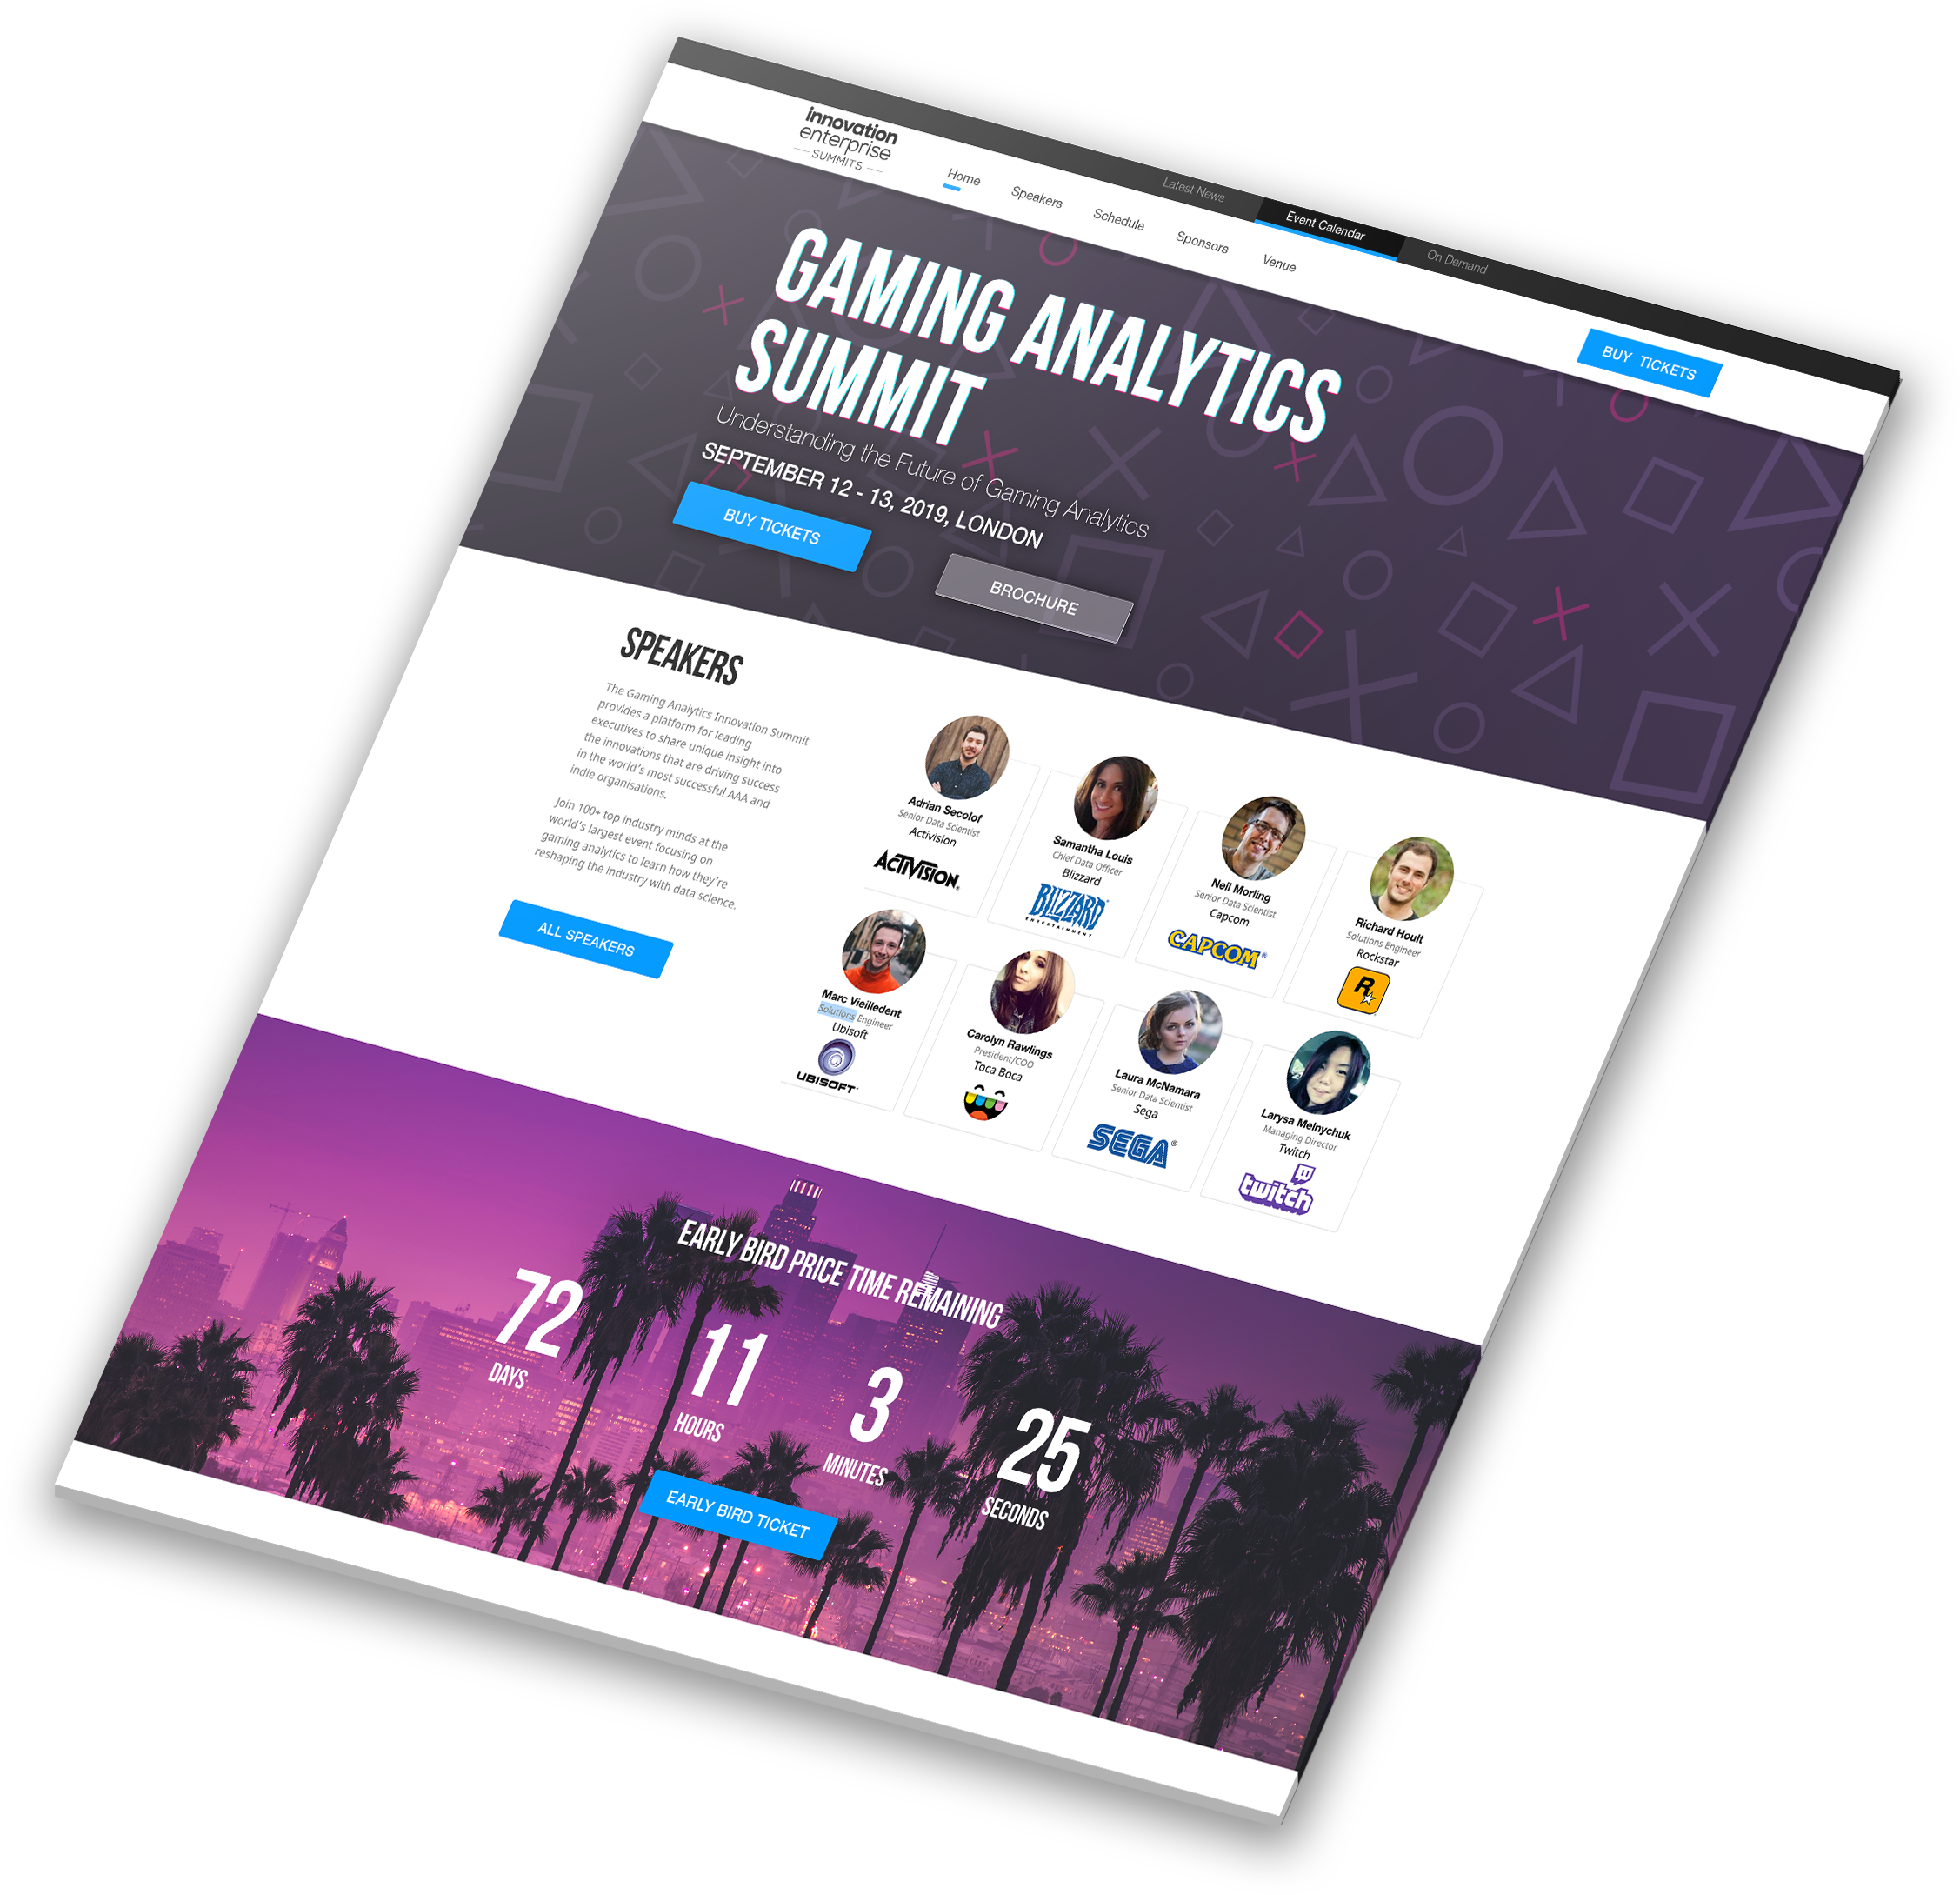 Latest News
Event Calendar
On Demand
innovation
enterprise
SUMMITS
Home
Speakers
Schedule
Sponsors
Venue
BUY TICKETS
GAMING ANALYTICS
SUMMIT
Understanding the Future of Gaming Analytics
SEPTEMBER 12 - 13, 2019, LONDON
BUY TICKETS
BROCHURE
SPEAKERS
The Gaming Analytics Innovation Summit
provides a platform for leading
executives to share unique insight into
the innovations that are driving success
in the world's most successful AAA and
indie organisations.
Join 100+ top industry minds at the
world's largest event focusing on
gaming analytics to learn how they're
reshaping the industry with data science.
ALL SPEAKERS
Adrian Secolof
Senior Data Scientist
Activision
ACTIVISION.
Samantha Louis
Chief Data Officer
Blizzard
BLIZZARD
ENTERTAINMENT
Neil Morling
Senior Data Scientist
Capcom
CAPCOM®
Richard Hoult
Solutions Engineer
Rockstar
R
Marc Vieilledent
Solutions Engineer
Ubisoft
UBISOFT
Carolyn Rawlings
President/COO
Toca Boca
Laura McNamara
Senior Data Scientist
Sega
SEGA®
Larysa Melnychuk
Managing Director
Twitch
twitch
EARLY BIRD PRICE TIME REMAINING
72
DAYS
11
HOURS
3
MINUTES
25
SECONDS
EARLY BIRD TICKET